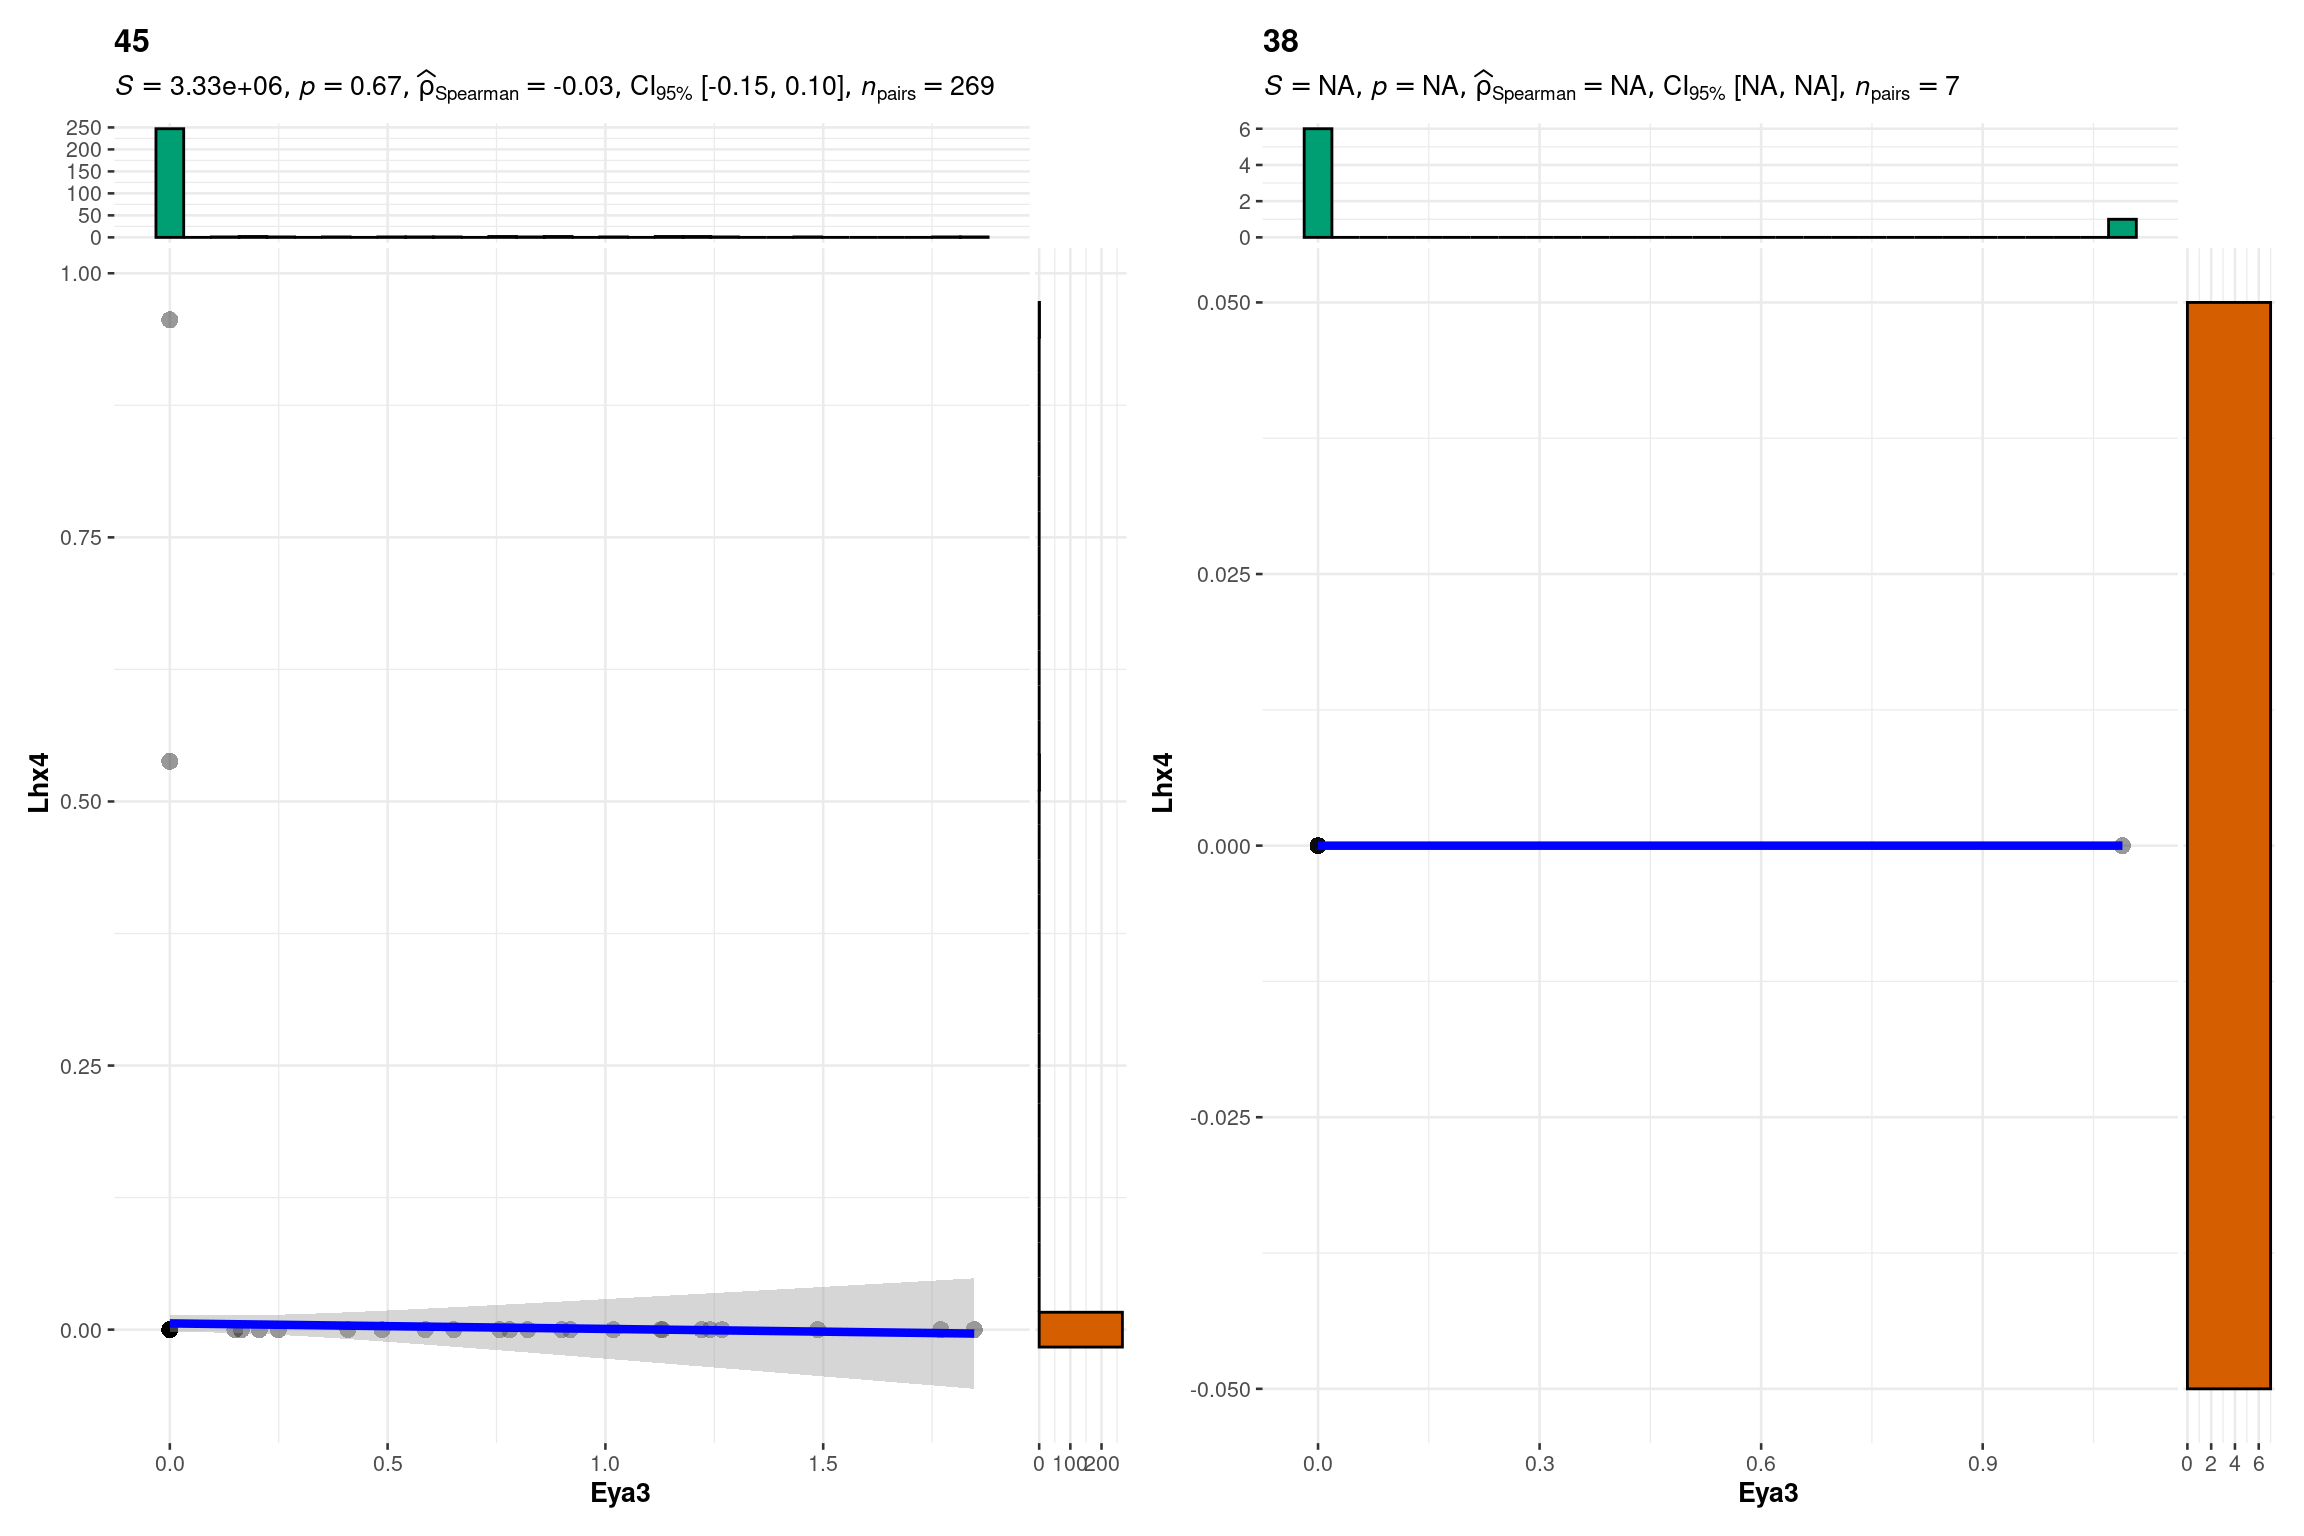 45
S = 3.33e+06, p = 0.67, ρ̂Spearman = -0.03, CI95% [-0.15, 0.10], npairs = 269
250
200
150
100
50
0
1.00
0.75
0.50
0.25
0.00
Lhx4
0.0 0.5 1.0 1.5
0 100 200
Eya3
38
S = NA, p = NA, ρ̂Spearman = NA, CI95% [NA, NA], npairs = 7
6
4
2
0
0.050
0.025
0.000
-0.025
-0.050
Lhx4
0.0 0.3 0.6 0.9
0 2 4 6
Eya3